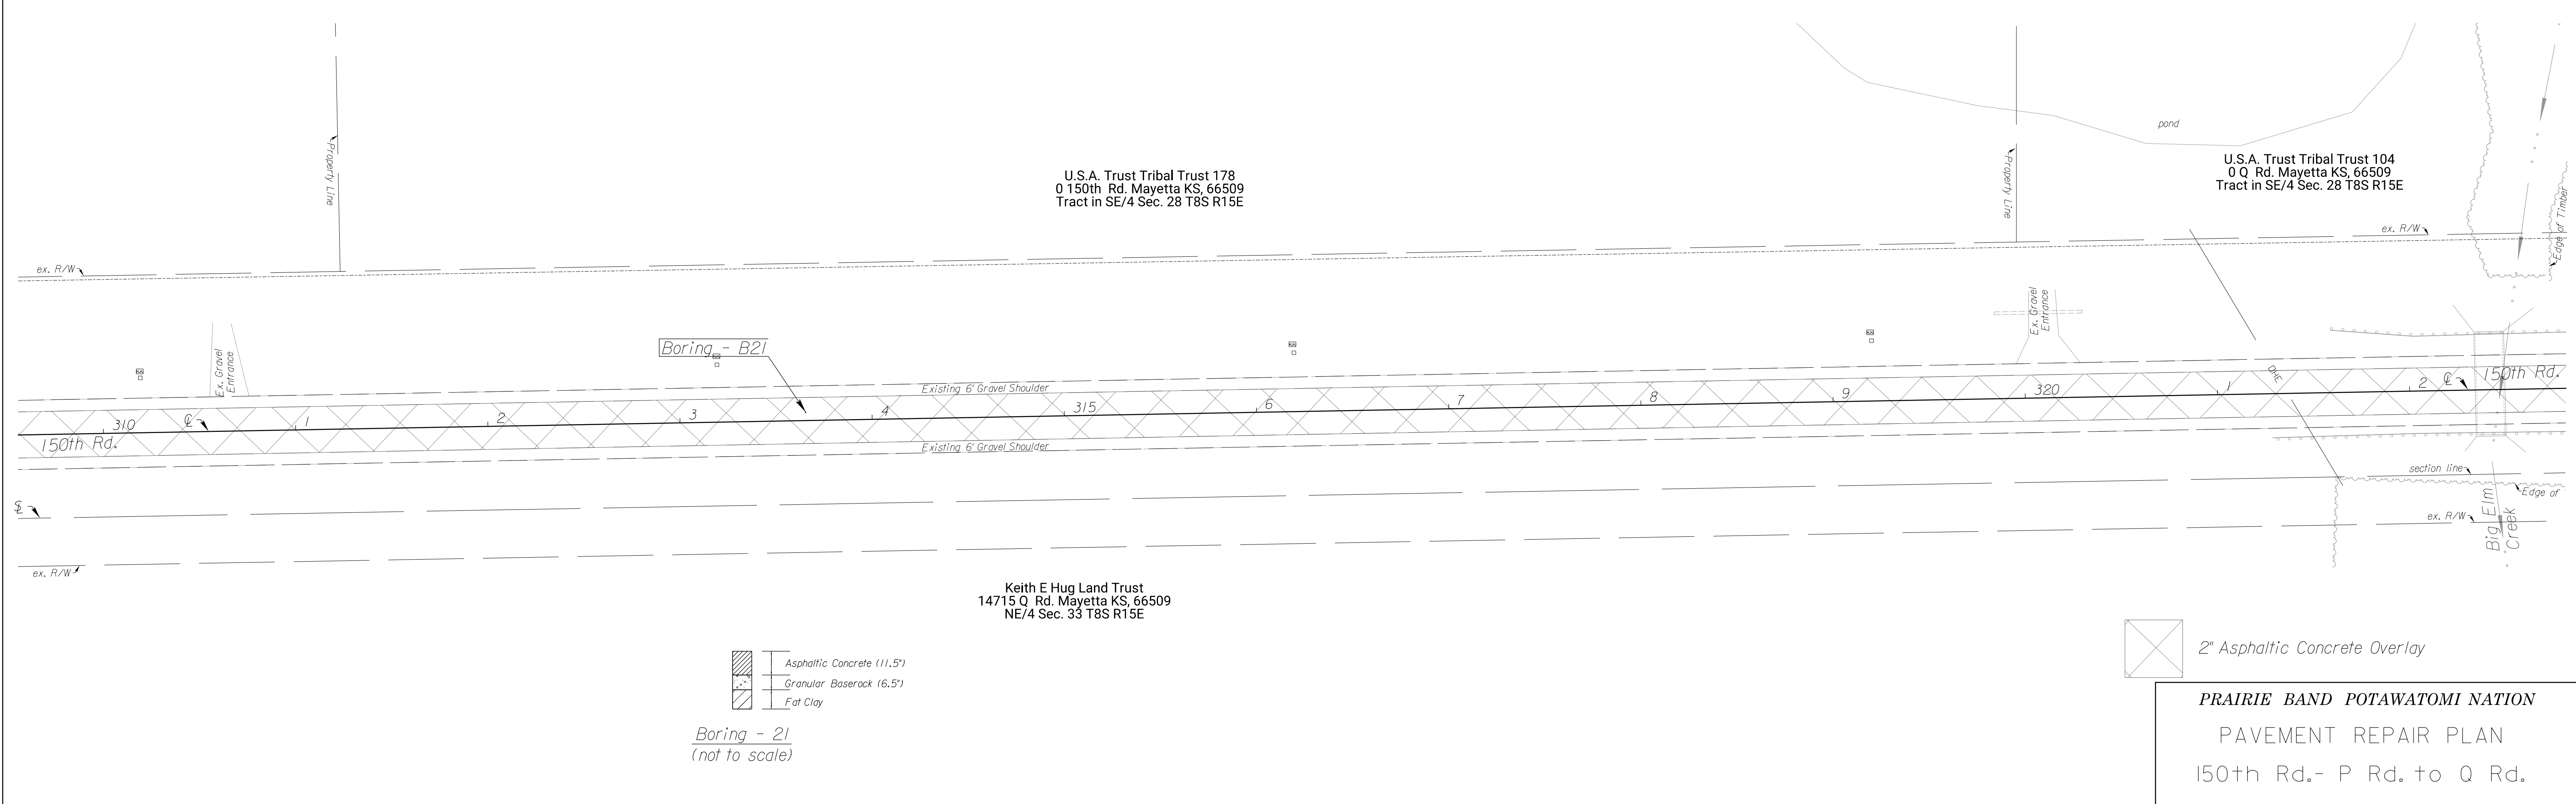 Property Line
U.S.A. Trust Tribal Trust 178
0 150th Rd. Mayetta KS, 66509
Tract in SE/4 Sec. 28 T8S R15E
Property Line
pond
U.S.A. Trust Tribal Trust 104
0 Q Rd. Mayetta KS, 66509
Tract in SE/4 Sec. 28 T8S R15E
Edge of Timber
ex. R/W
ex. R/W
Ex. Gravel
Entrance
Boring - B21
Ex. Gravel
Entrance
Existing 6' Gravel Shoulder
OHE
150th Rd.
310
1
2
3
4
315
6
7
8
9
320
1
2
150th Rd.
Existing 6' Gravel Shoulder
section line
Edge of
ex. R/W
Big Elm
Creek
ex. R/W
Keith E Hug Land Trust
14715 Q Rd. Mayetta KS, 66509
NE/4 Sec. 33 T8S R15E
Asphaltic Concrete (11.5")
Granular Baserock (6.5")
Fat Clay
Boring - 21
(not to scale)
2" Asphaltic Concrete Overlay
PRAIRIE BAND POTAWATOMI NATION
PAVEMENT REPAIR PLAN
150th Rd.- P Rd. to Q Rd.